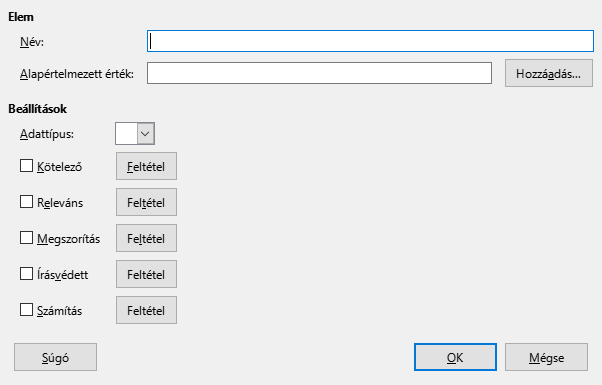 Elem
Név:
Alapértelmezett érték:
Hozzáadás...
Beállítások
Adattípus:
Kötelező Feltétel
Releváns Feltétel
Megszorítás Feltétel
Írásvédett Feltétel
Számítás Feltétel
Súgó OK Mégse